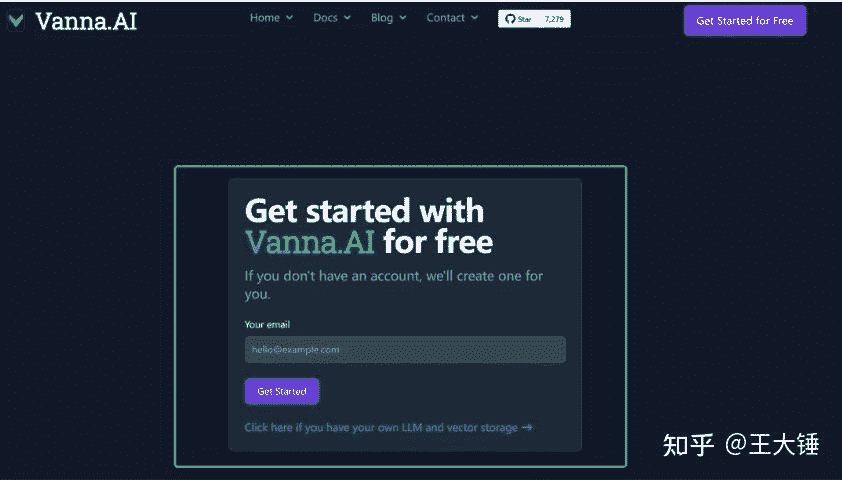 Vanna.AI
Home Docs Blog Contact Star 7,279 Get Started for Free
Get started with
Vanna.AI for free
If you don't have an account, we'll create one for
you.
Your email
hello@example.com
Get Started
Click here if you have your own LLM and vector storage →
知乎 @王大锤